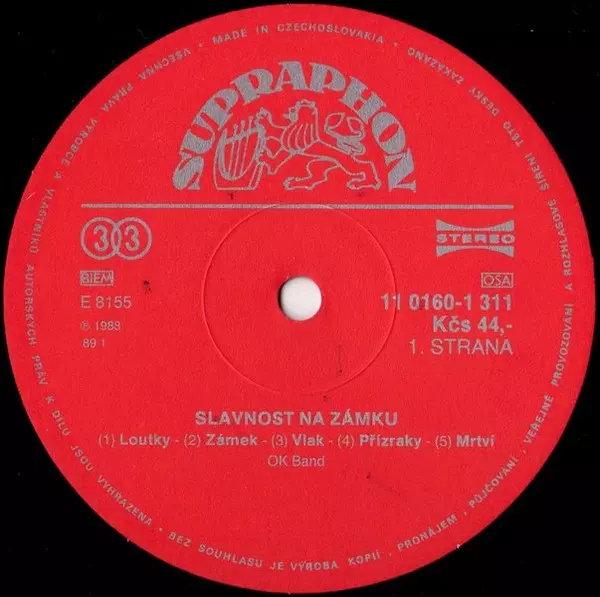 VŠECHNA PRÁVA VÝROBCE A VLASTNÍKŮ AUTORSKÝCH PRÁV K DÍLU JSOU VYHRAZENA • BEZ SOUHLASU JE VÝROBA KOPIÍ, PRONÁJEM, PŮJČOVÁNÍ, VEŘEJNÉ PROVOZOVÁNÍ A ROZHLASOVÉ ŠÍŘENÍ TÉTO DESKY ZAKÁZÁNO • MADE IN CZECHOSLOVAKIA •
SUPRAPHON
33
STEREO
BIEM
OSA
E 8155
11 0160-1 311
℗ 1988
Kčs 44,-
89 1
1. STRANA
SLAVNOST NA ZÁMKU
(1) Loutky - (2) Zámek - (3) Vlak - (4) Přízraky - (5) Mrtví
OK Band